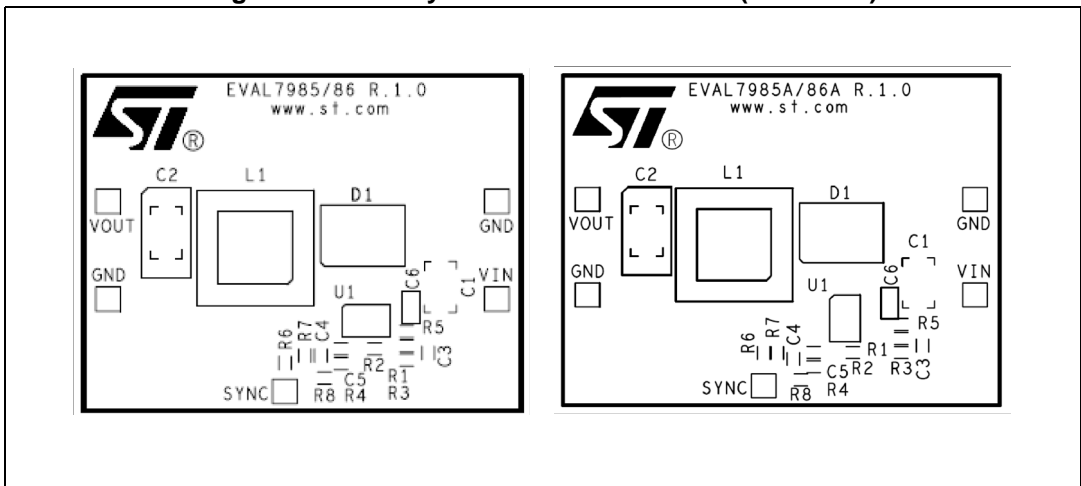 EVAL7985/86 R.1.0
www.st.com
ST®
C2
L1
D1
VOUT
GND
GND
VIN
C6
C1
U1
R5
R6
R7
C4
R2
C3
SYNC
C5
R1
R8
R4
R3
EVAL7985A/86A R.1.0
www.st.com
ST®
C2
L1
D1
VOUT
GND
C1
GND
VIN
C6
U1
R5
R6
R7
C4
R1
SYNC
C5
R2
R3
C3
R8
R4